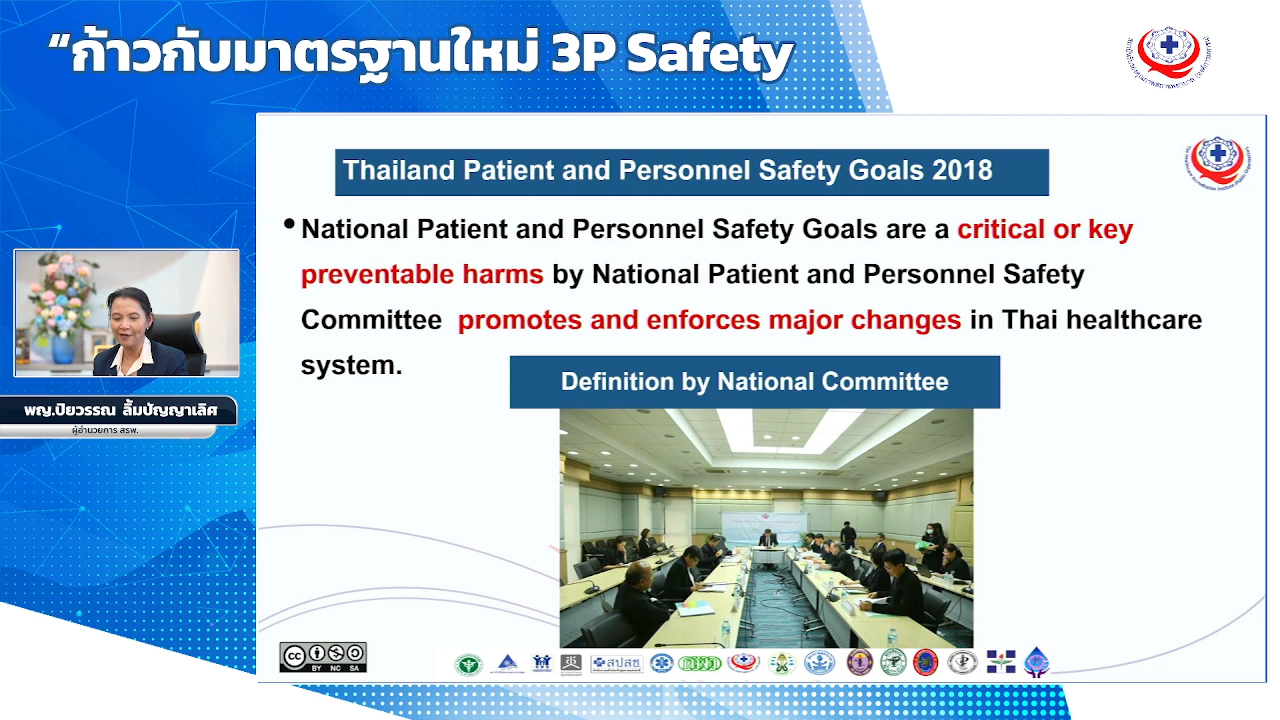 “ก้าวกับมาตรฐานใหม่ 3P Safety
Thailand Patient and Personnel Safety Goals 2018
• National Patient and Personnel Safety Goals are a critical or key
preventable harms by National Patient and Personnel Safety
Committee promotes and enforces major changes in Thai healthcare
system.
Definition by National Committee
พญ.ปิยวรรณ ลิ้มปัญญาเลิศ
ผู้อำนวยการ สรพ.
cc
BY NC SA
สปสช